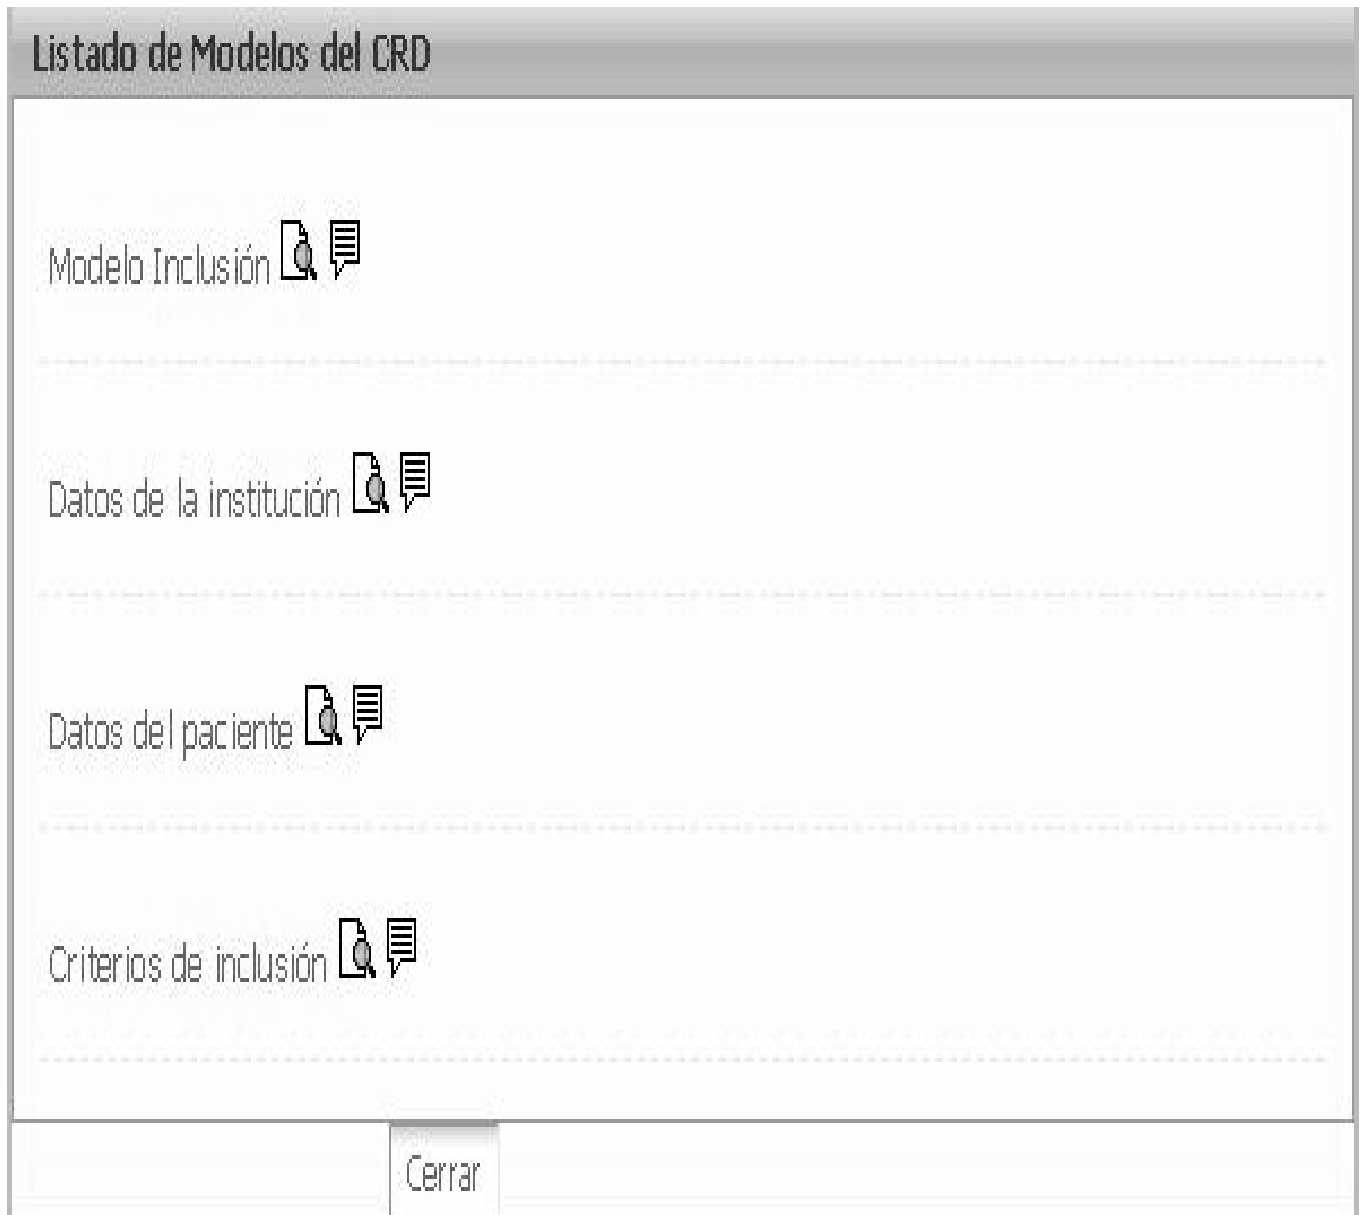 Listado de Modelos del CRD
Modelo Inclusión
Datos de la institución
Datos del paciente
Criterios de inclusión
Cerrar